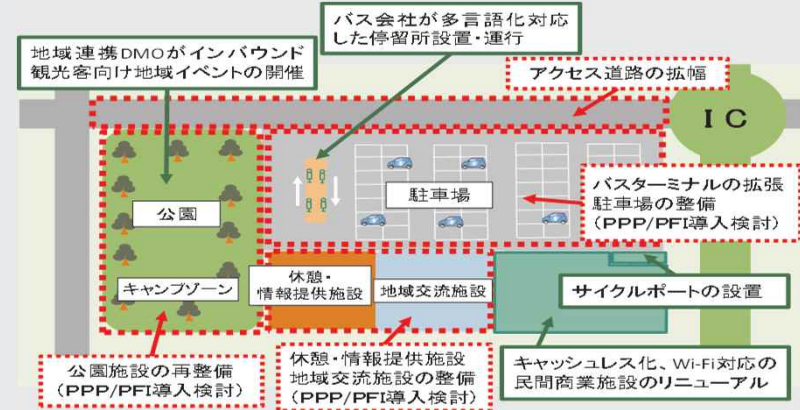 バス会社が多言語化対応
した停留所設置・運行
地域連携DMOがインバウンド
観光客向け地域イベントの開催
アクセス道路の拡幅
IC
駐車場
バスターミナルの拡張
駐車場の整備
(PPP/PFI導入検討)
公園
キャンプゾーン
休憩・
情報提供施設
地域交流施設
サイクルポートの設置
公園施設の再整備
(PPP/PFI導入検討)
休憩・情報提供施設
地域交流施設の整備
(PPP/PFI導入検討)
キャッシュレス化、Wi-Fi対応の
民間商業施設のリニューアル